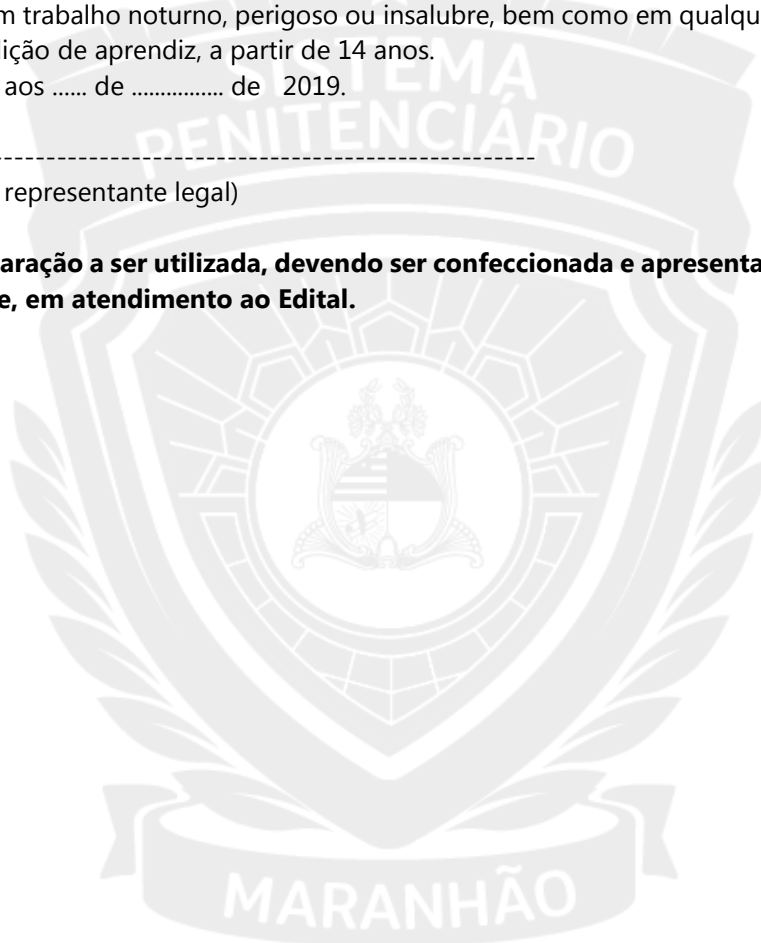 m trabalho noturno, perigoso ou insalubre, bem como em qualqu
dição de aprendiz, a partir de 14 anos.
aos ...... de ................ de 2019.
SISTEMA
PENITENCIÁRIO
----------------------------------------------------
representante legal)
aração a ser utilizada, devendo ser confeccionada e apresenta
e, em atendimento ao Edital.
MARANHÃO